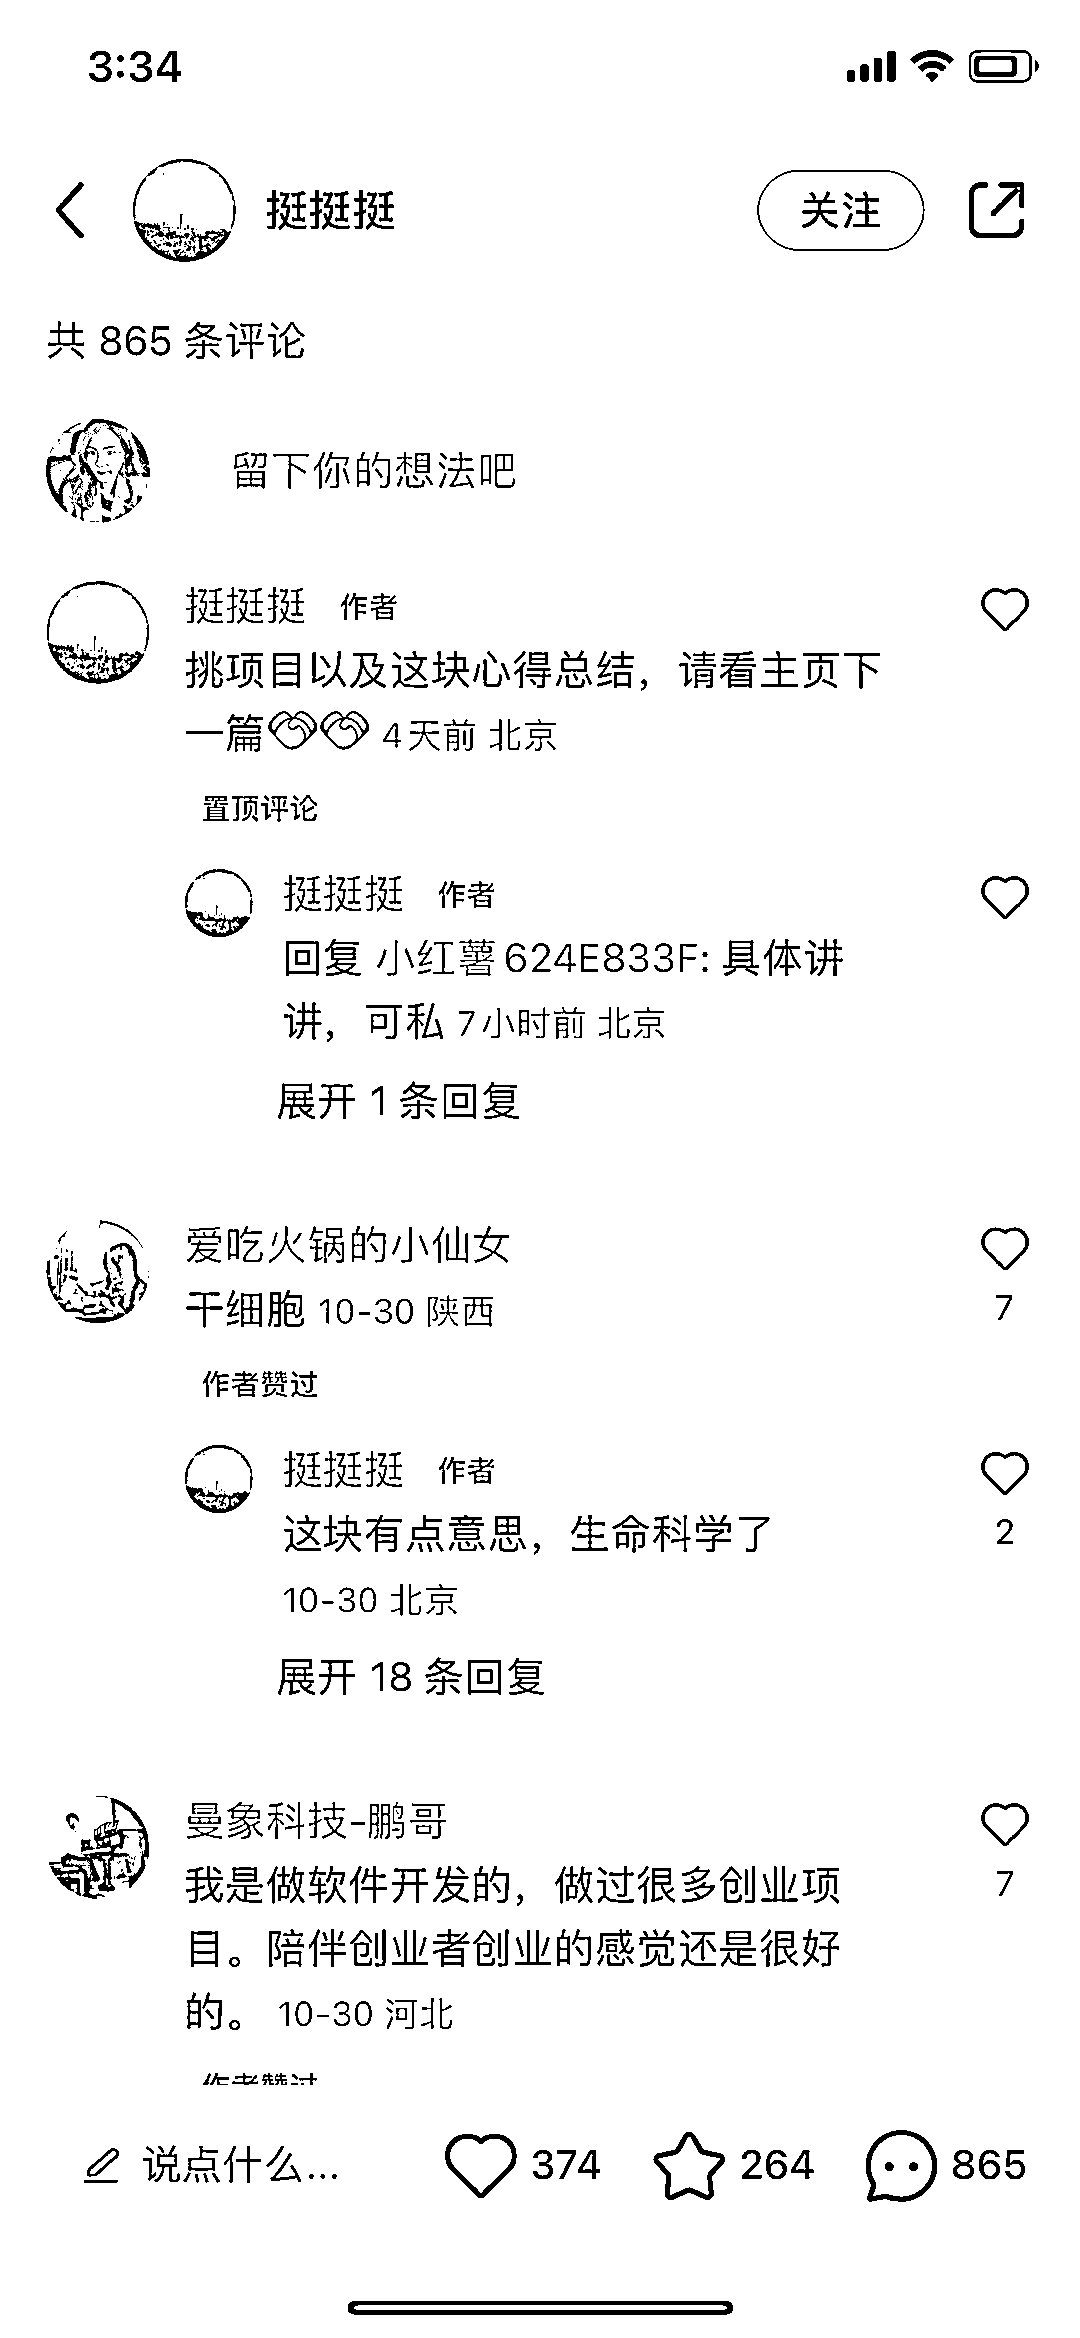 3:34
挺挺挺 关注
共 865 条评论
留下你的想法吧
挺挺挺 作者
挑项目以及这块心得总结，请看主页下
一篇 4天前 北京
置顶评论
挺挺挺 作者
回复 小红薯624E833F: 具体讲
讲，可私 7小时前 北京
展开 1 条回复
爱吃火锅的小仙女
干细胞 10-30 陕西
7
作者赞过
挺挺挺 作者
这块有点意思，生命科学了
2
10-30 北京
展开 18 条回复
曼象科技-鹏哥
我是做软件开发的，做过很多创业项
7
目。陪伴创业者创业的感觉还是很好
的。 10-30 河北
作者赞过
说点什么... 374 264 865